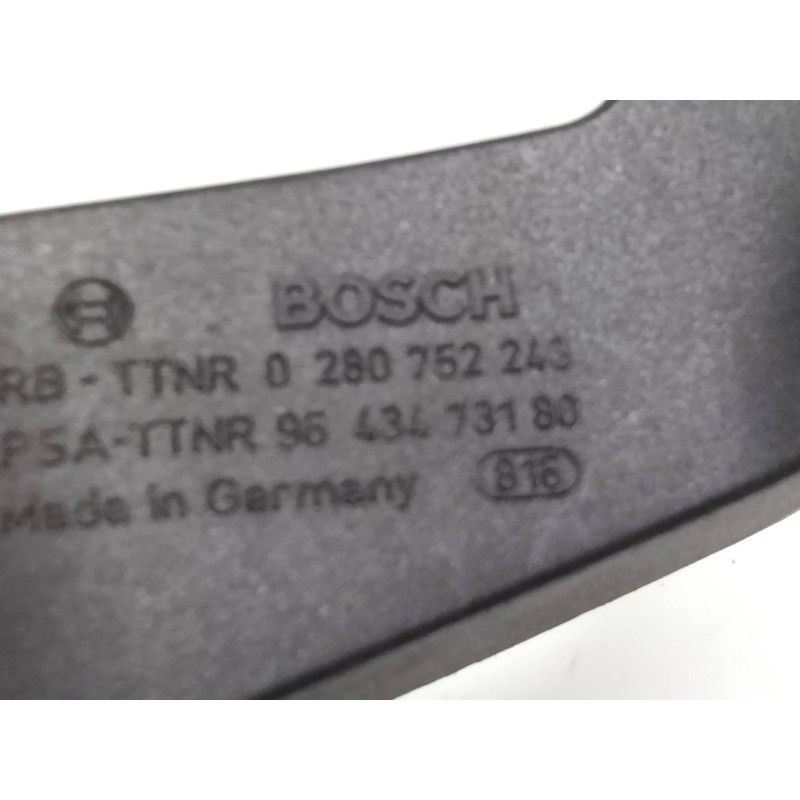 BOSCH
RB - TTNR 0 280 752 243
PSA-TTNR 96 434 731 80
Made in Germany 816